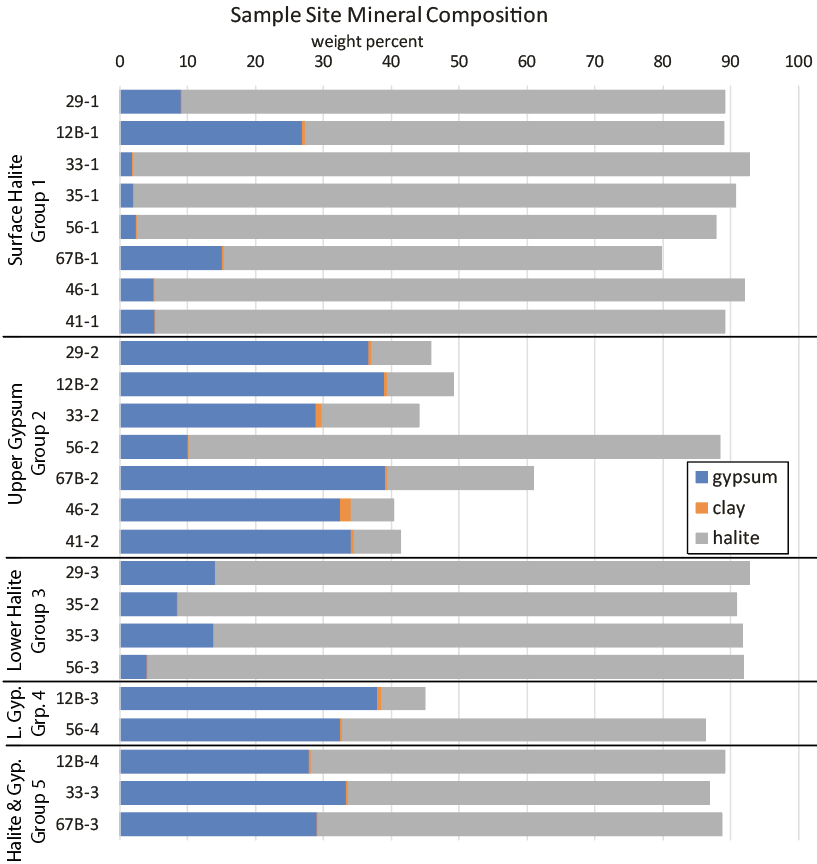 Sample Site Mineral Composition
weight percent
0 10 20 30 40 50 60 70 80 90 100
Surface Halite
Group 1
29-1
12B-1
33-1
35-1
56-1
67B-1
46-1
41-1
Upper Gypsum
Group 2
29-2
12B-2
33-2
56-2
67B-2
46-2
41-2
gypsum
clay
halite
Lower Halite
Group 3
29-3
35-2
35-3
56-3
L. Gyp.
Grp. 4
12B-3
56-4
Halite & Gyp.
Group 5
12B-4
33-3
67B-3